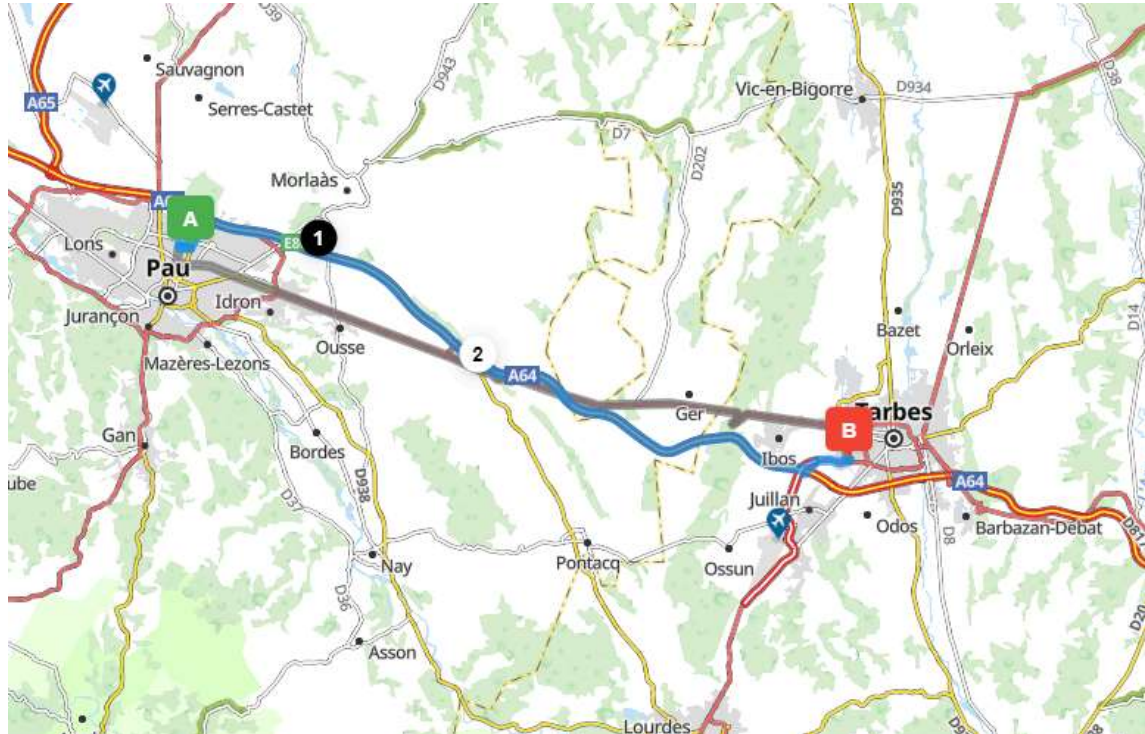 D39
Sauvagnon
D943
A65
Serres-Castet
Vic-en-Bigorre
D934
D38
D7
D202
Morlaàs
A
E8
1
D935
Lons
Pau
Idron
Jurançon
Ousse
Mazères-Lezons
2
A64
Bazet
Orleix
D14
Ger
Tarbes
B
Gan
Bordes
Ibos
A64
Juillan
Odos
Barbazan-Debat
D938
D37
D8
D817
Nay
Pontacq
Ossun
D36
Asson
Lourdes